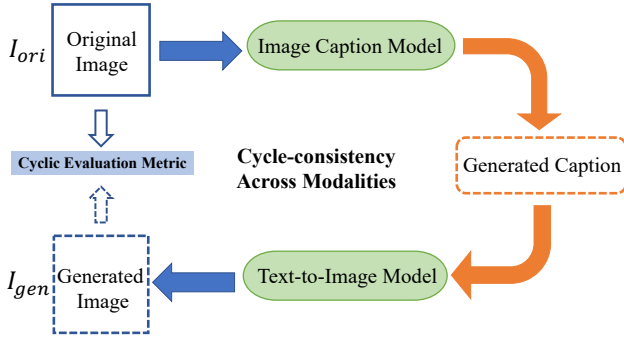 I_ori
Original
Image
Image Caption Model
Cyclic Evaluation Metric
Cycle-consistency
Across Modalities
Generated Caption
I_gen
Generated
Image
Text-to-Image Model